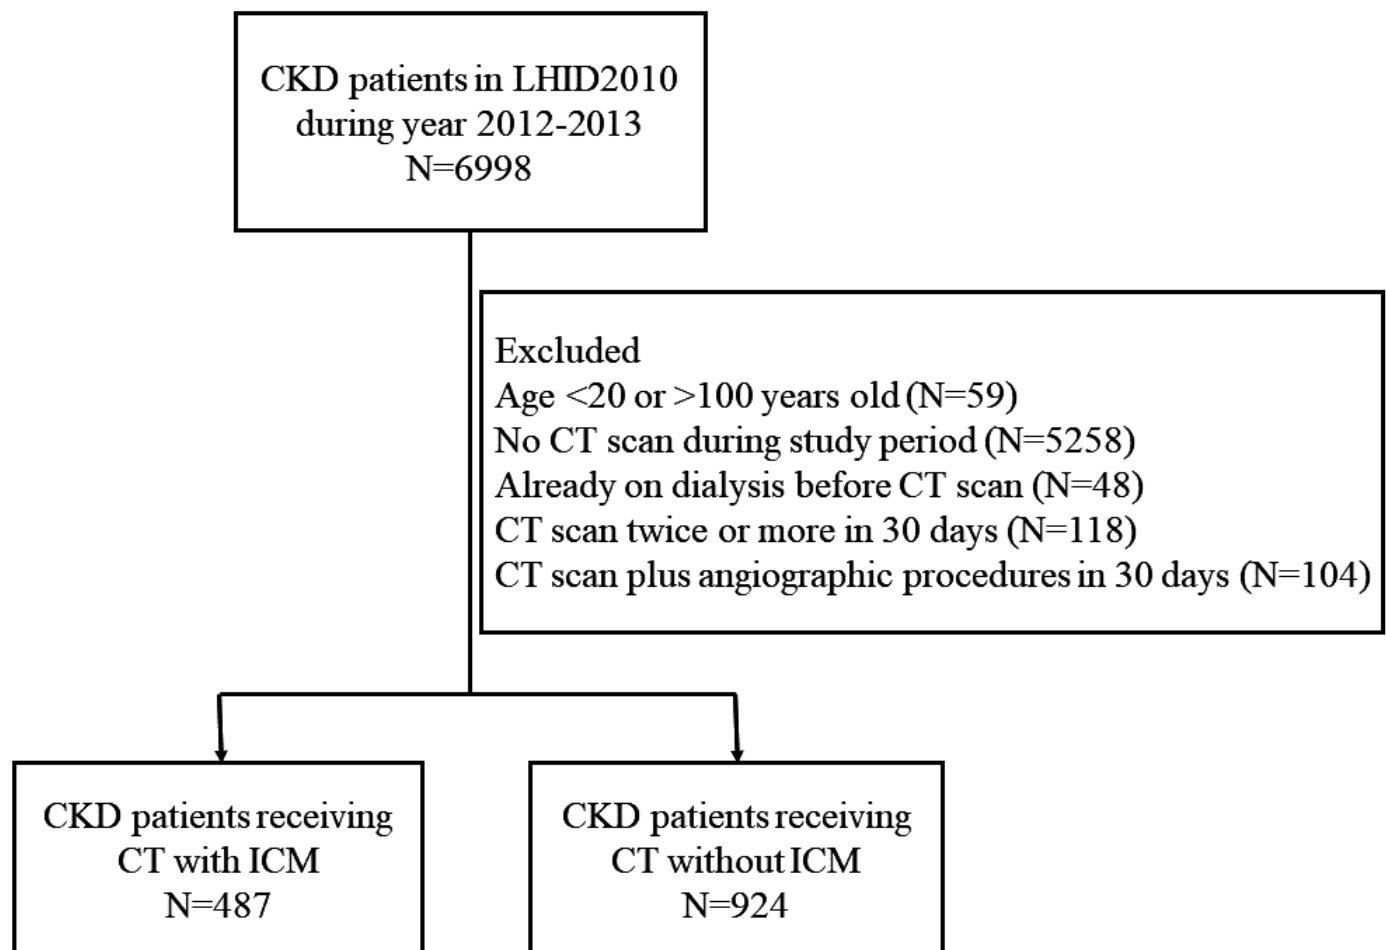 CKD patients in LHID2010
during year 2012-2013
N=6998
Excluded
Age <20 or >100 years old (N=59)
No CT scan during study period (N=5258)
Already on dialysis before CT scan (N=48)
CT scan twice or more in 30 days (N=118)
CT scan plus angiographic procedures in 30 days (N=104)
CKD patients receiving
CT with ICM
N=487
CKD patients receiving
CT without ICM
N=924